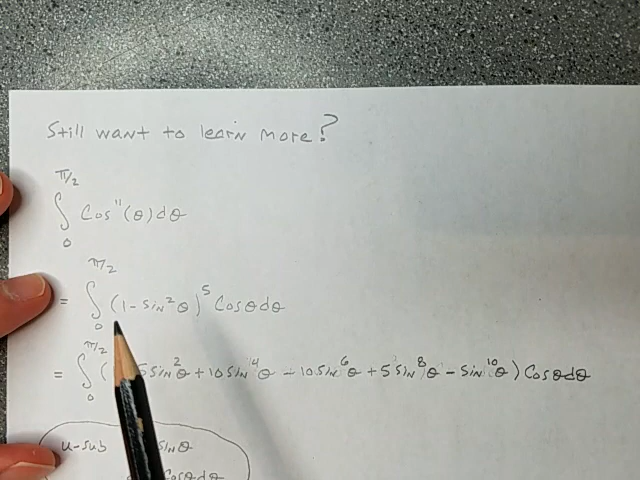 Still want to learn more?
π/2
∫ Cos¹¹(θ)dθ
0
π/2
= ∫ (1-sin²θ)⁵ Cosθdθ
0
π/2
= ∫ ( 5sin²θ+10sin⁴θ-10sin⁶θ+5sin⁸θ-sin¹⁰θ) Cosθdθ
0
u-sub sinθ
Cosθdθ